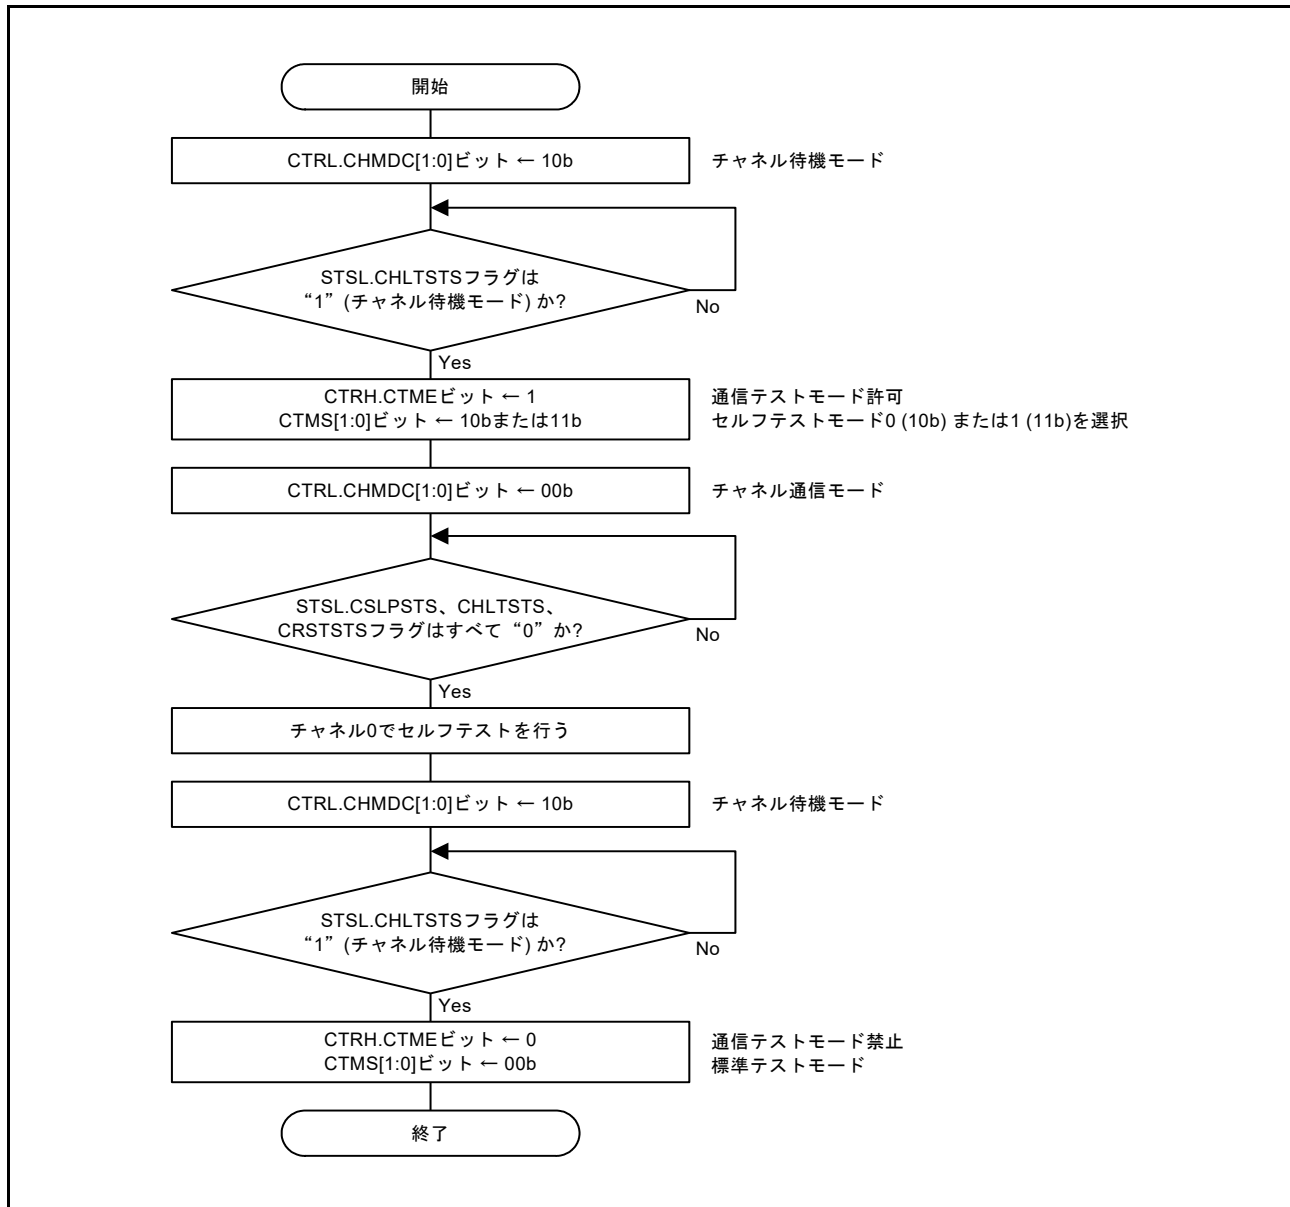 開始
CTRL.CHMDC[1:0]ビット ← 10b
チャネル待機モード
STSL.CHLTSTSフラグは
“1” (チャネル待機モード) か?
No
Yes
CTRH.CTMEビット ← 1
CTMS[1:0]ビット ← 10bまたは11b
通信テストモード許可
セルフテストモード0 (10b) または1 (11b)を選択
CTRL.CHMDC[1:0]ビット ← 00b
チャネル通信モード
STSL.CSLPSTS、CHLTSTS、
CRSTSTSフラグはすべて“0”か?
No
Yes
チャネル0でセルフテストを行う
CTRL.CHMDC[1:0]ビット ← 10b
チャネル待機モード
STSL.CHLTSTSフラグは
“1” (チャネル待機モード) か?
No
Yes
CTRH.CTMEビット ← 0
CTMS[1:0]ビット ← 00b
通信テストモード禁止
標準テストモード
終了